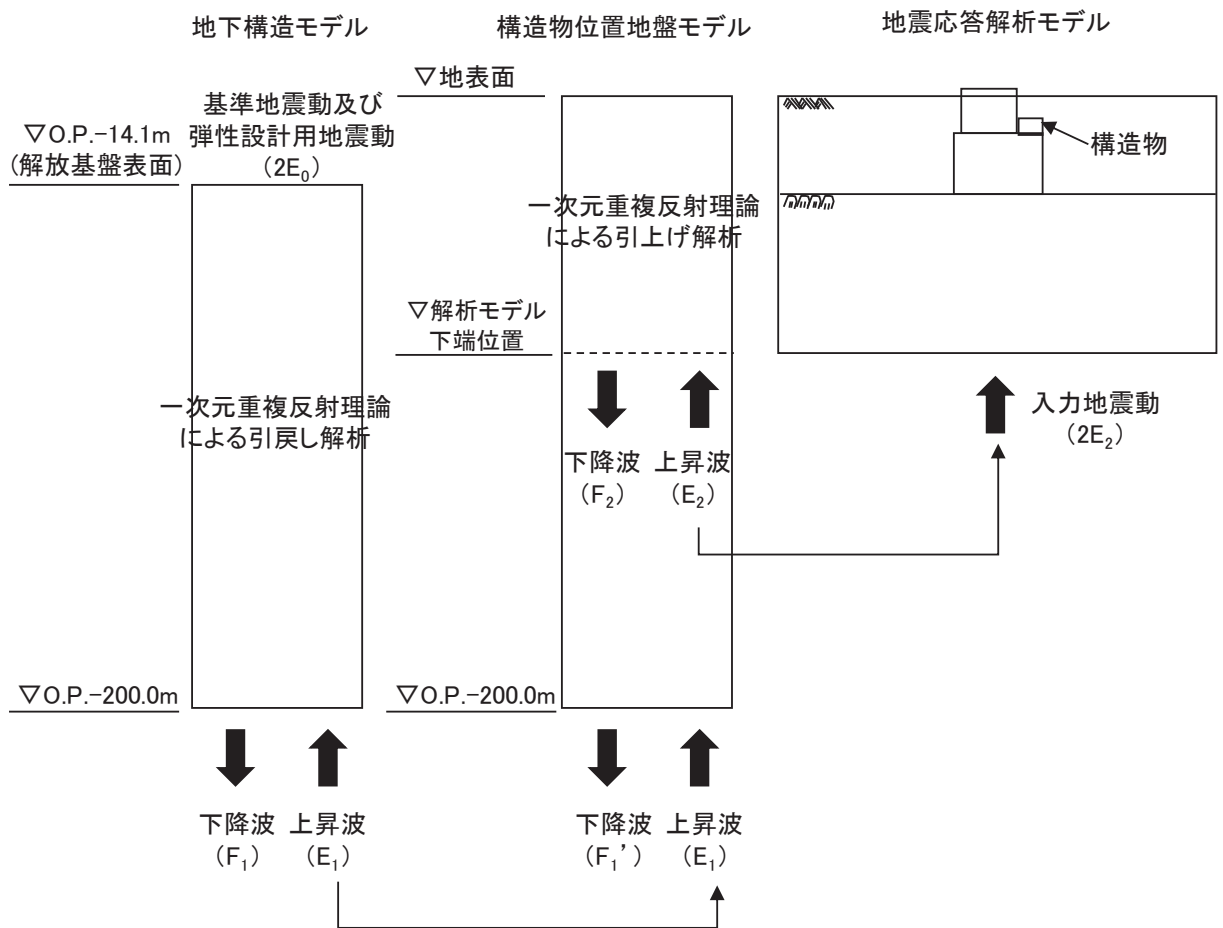 地下構造モデル
基準地震動及び
弾性設計用地震動
（2E₀）
▽O.P.-14.1m
(解放基盤表面)
一次元重複反射理論
による引戻し解析
▽O.P.-200.0m
下降波 上昇波
（F₁） （E₁）
構造物位置地盤モデル
▽地表面
一次元重複反射理論
による引上げ解析
▽解析モデル
下端位置
下降波 上昇波
（F₂） （E₂）
▽O.P.-200.0m
下降波 上昇波
（F₁’） （E₁）
地震応答解析モデル
構造物
入力地震動
（2E₂）